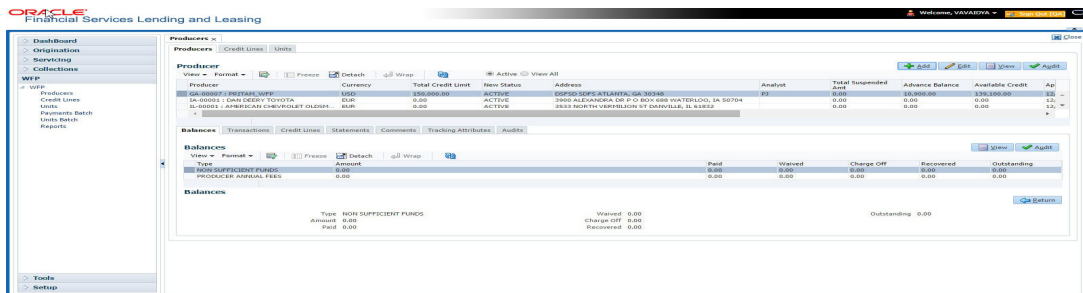 ORACLE
Financial Services Lending and Leasing
Welcome, VAVAIDYA
Sign Out
Close
DashBoard
Origination
Servicing
Collections
WFP
WFP
Producers
Credit Lines
Units
Payments Batch
Units Batch
Reports
Tools
Setup
Producers
Producers Credit Lines Units
Producer
Add Edit View Audit
View Format Freeze Detach Wrap Active View All
Producer Currency Total Credit Limit New Status Address Analyst Total Suspended Amt Advance Balance Available Credit Ap
GA-00007 : PRITAM_WFP USD 150,000.00 ACTIVE DSFSD SDFS ATLANTA, GA 30348 PJ 0.00 10,900.00 139,100.00 12,
IA-00001 : DAN DEERY TOYOTA EUR 0.00 ACTIVE 3900 ALEXANDRA DR P O BOX 688 WATERLOO, IA 50704 0.00 0.00 0.00 12,
IL-00001 : AMERICAN CHEVROLET OLDSM... EUR 0.00 ACTIVE 3533 NORTH VERMILION ST DANVILLE, IL 61832 0.00 0.00 0.00 12,
Balances Transactions Credit Lines Statements Comments Tracking Attributes Audits
Balances
View Audit
View Format Freeze Detach Wrap
Type Amount Paid Waived Charge Off Recovered Outstanding
NON SUFFICIENT FUNDS 0.00 0.00 0.00 0.00 0.00 0.00
PRODUCER ANNUAL FEES 0.00 0.00 0.00 0.00 0.00 0.00
Balances
Return
Type NON SUFFICIENT FUNDS Waived 0.00 Outstanding 0.00
Amount 0.00 Charge Off 0.00
Paid 0.00 Recovered 0.00